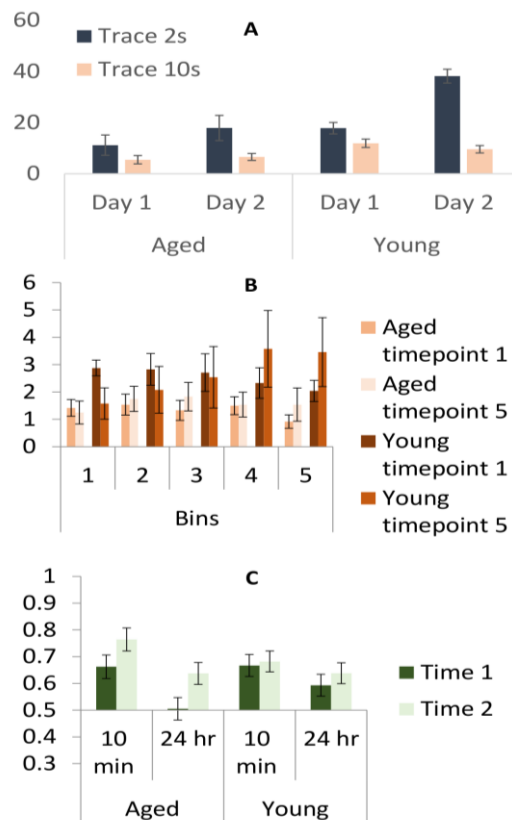 A
60
40
20
0
Trace 2s
Trace 10s
Day 1 Day 2 Day 1 Day 2
Aged Young
B
6
5
4
3
2
1
0
1 2 3 4 5
Bins
Aged
timepoint 1
Aged
timepoint 5
Young
timepoint 1
Young
timepoint 5
C
1
0.9
0.8
0.7
0.6
0.5
0.4
0.3
10
min
24 hr
10
min
24 hr
Aged Young
Time 1
Time 2